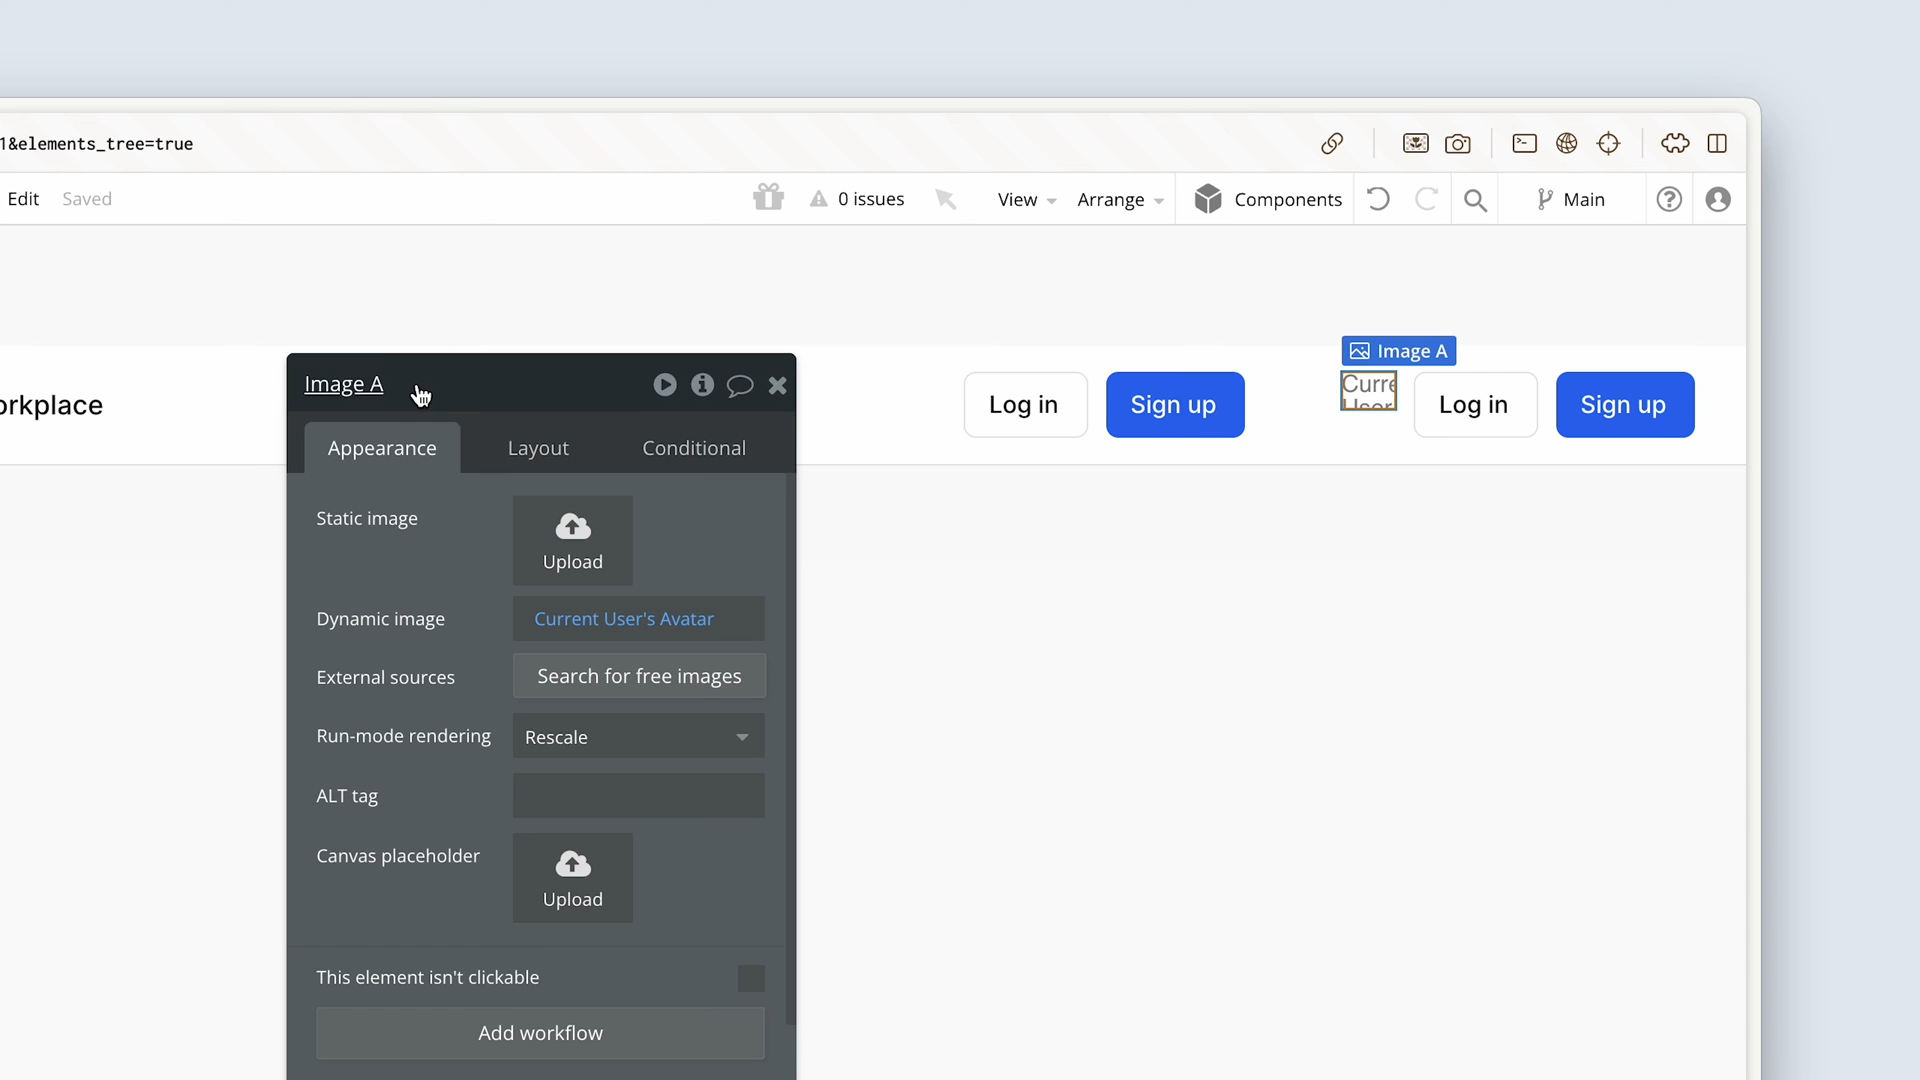 1&elements_tree=true
Edit Saved 0 issues View Arrange Components Main
orkplace
Log in Sign up
Image A
Curre
User
Log in Sign up
Image A
Appearance Layout Conditional
Static image Upload
Dynamic image Current User's Avatar
External sources Search for free images
Run-mode rendering Rescale
ALT tag
Canvas placeholder Upload
This element isn't clickable
Add workflow